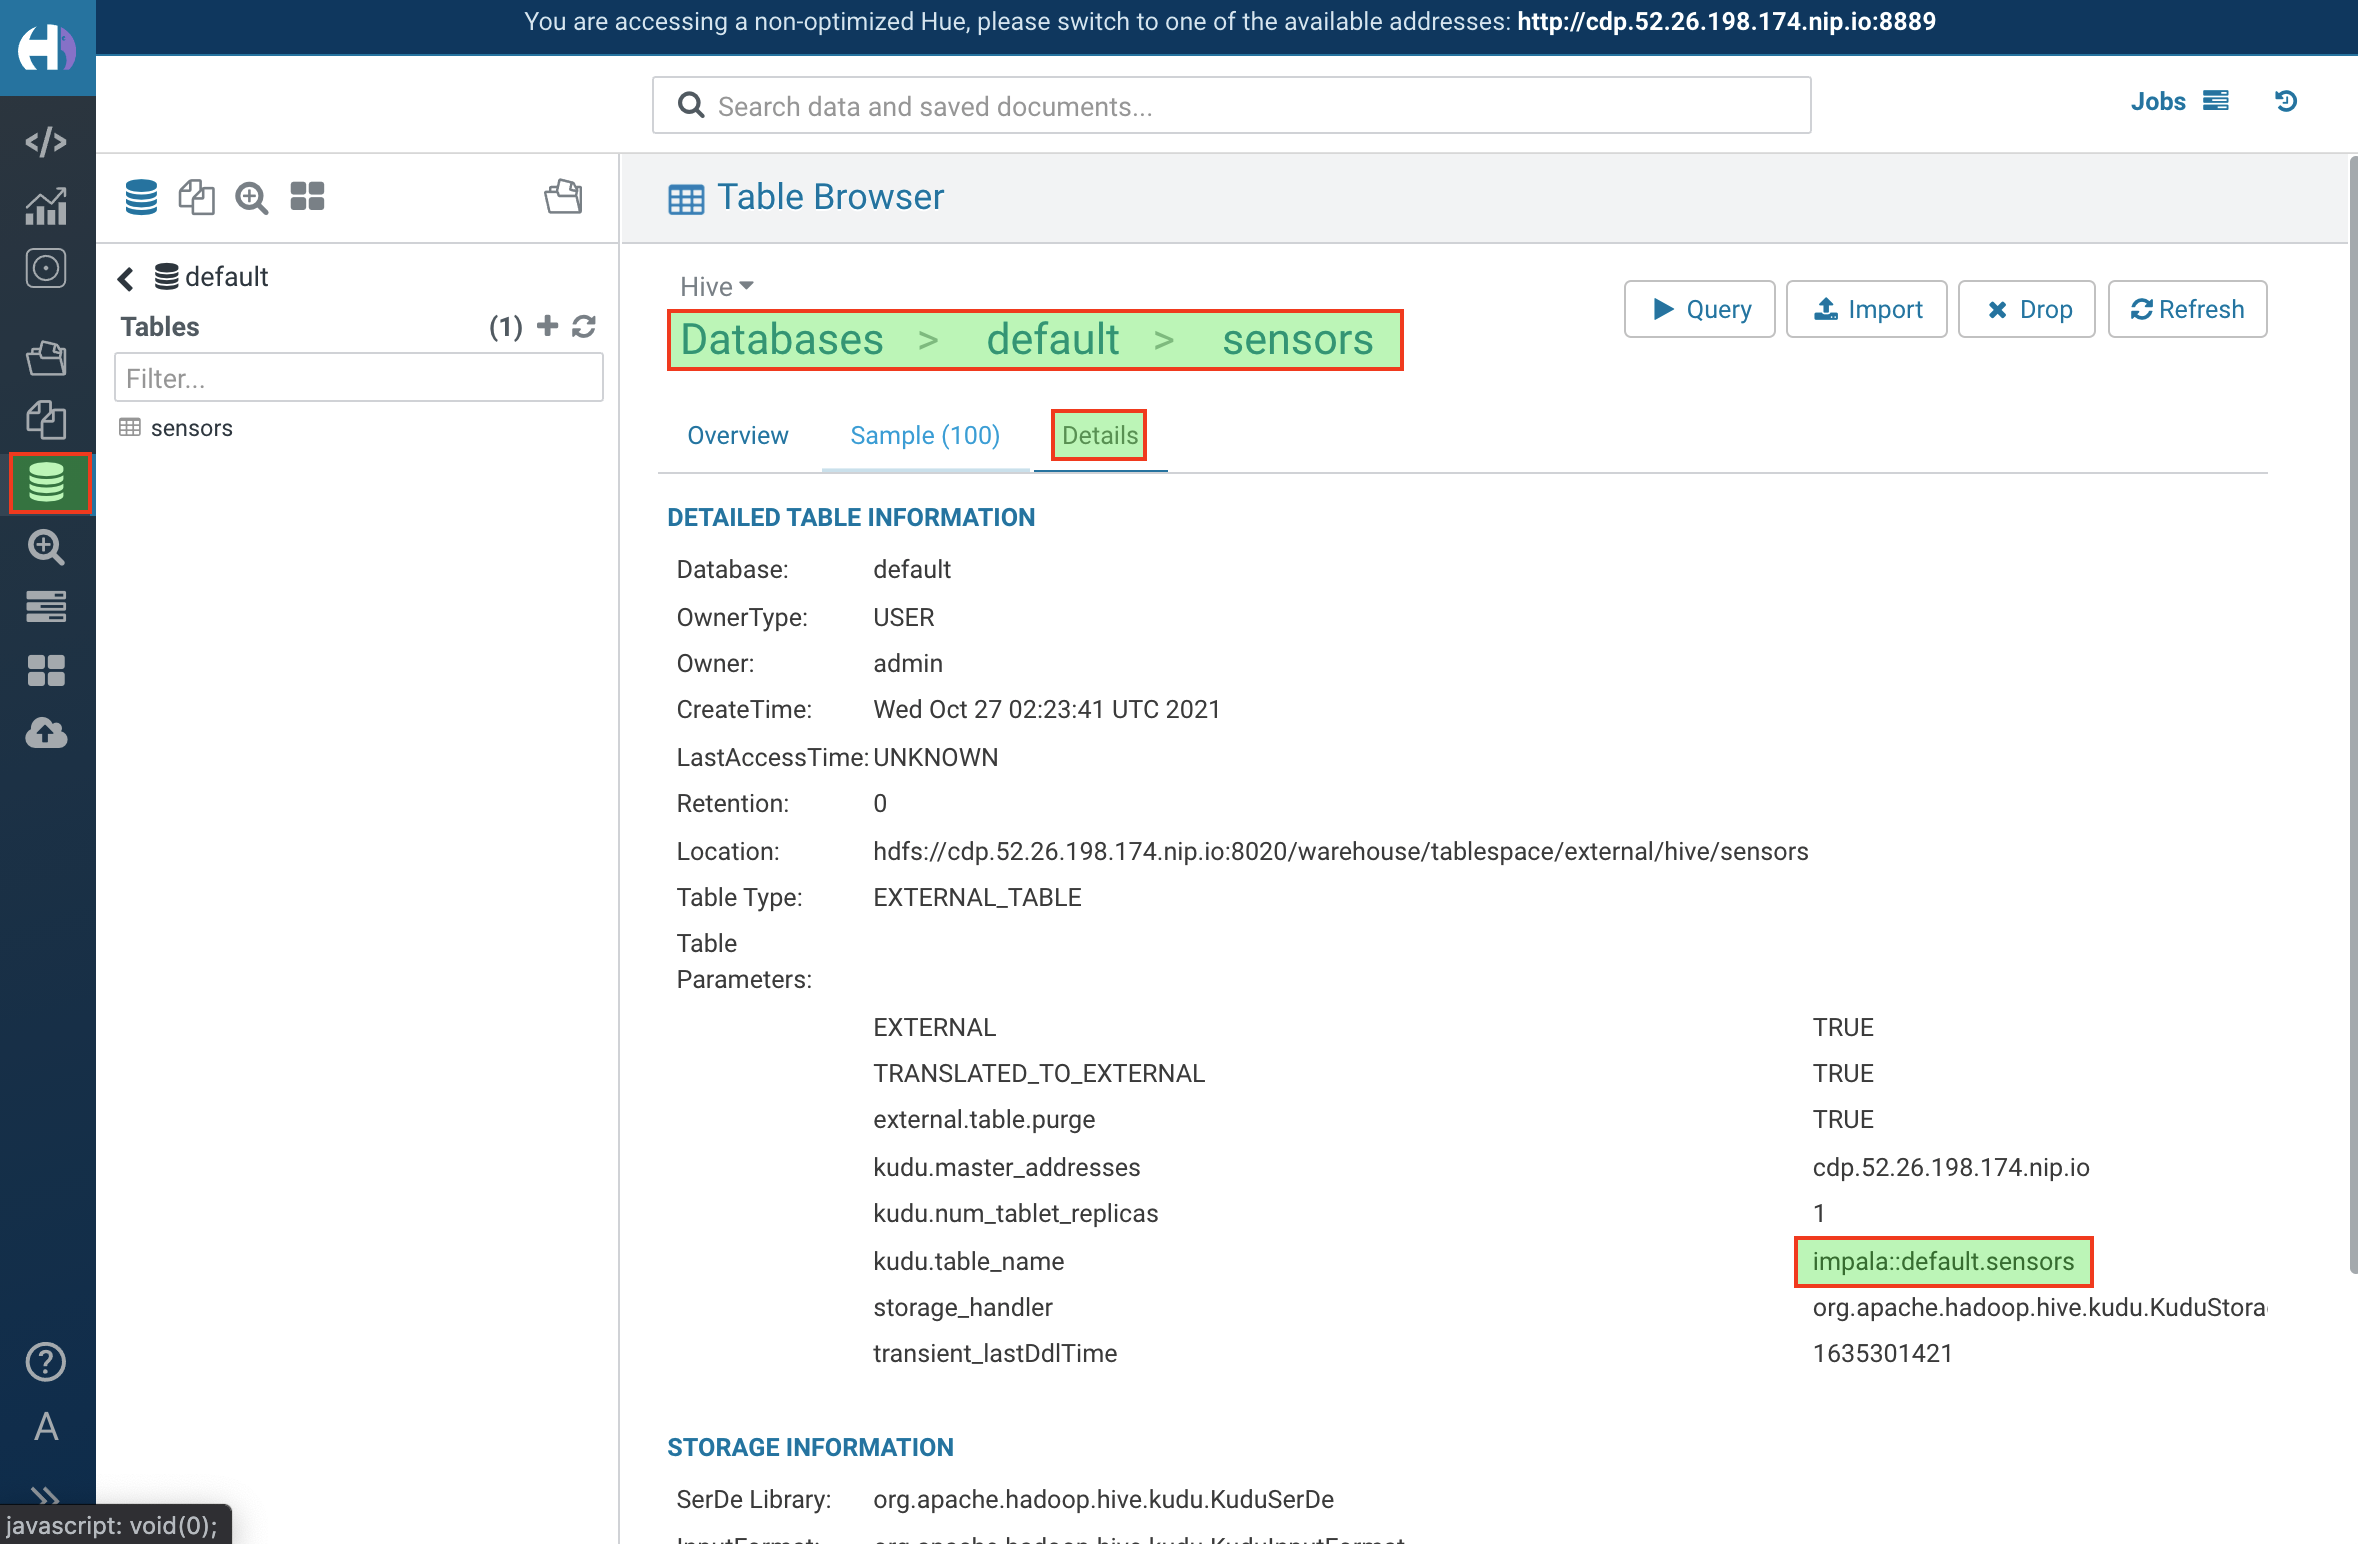 You are accessing a non-optimized Hue, please switch to one of the available addresses: http://cdp.52.26.198.174.nip.io:8889
Search data and saved documents...
Jobs
Table Browser
default
Tables (1)
Filter...
sensors
Hive
Databases > default > sensors
Query Import Drop Refresh
Overview Sample (100) Details
DETAILED TABLE INFORMATION
Database: default
OwnerType: USER
Owner: admin
CreateTime: Wed Oct 27 02:23:41 UTC 2021
LastAccessTime: UNKNOWN
Retention: 0
Location: hdfs://cdp.52.26.198.174.nip.io:8020/warehouse/tablespace/external/hive/sensors
Table Type: EXTERNAL_TABLE
Table
Parameters:
EXTERNAL TRUE
TRANSLATED_TO_EXTERNAL TRUE
external.table.purge TRUE
kudu.master_addresses cdp.52.26.198.174.nip.io
kudu.num_tablet_replicas 1
kudu.table_name impala::default.sensors
storage_handler org.apache.hadoop.hive.kudu.KuduStora
transient_lastDdlTime 1635301421
STORAGE INFORMATION
SerDe Library: org.apache.hadoop.hive.kudu.KuduSerDe
InputFormat: org.apache.hadoop.hive.kudu.KuduInputFormat
A
javascript: void(0);